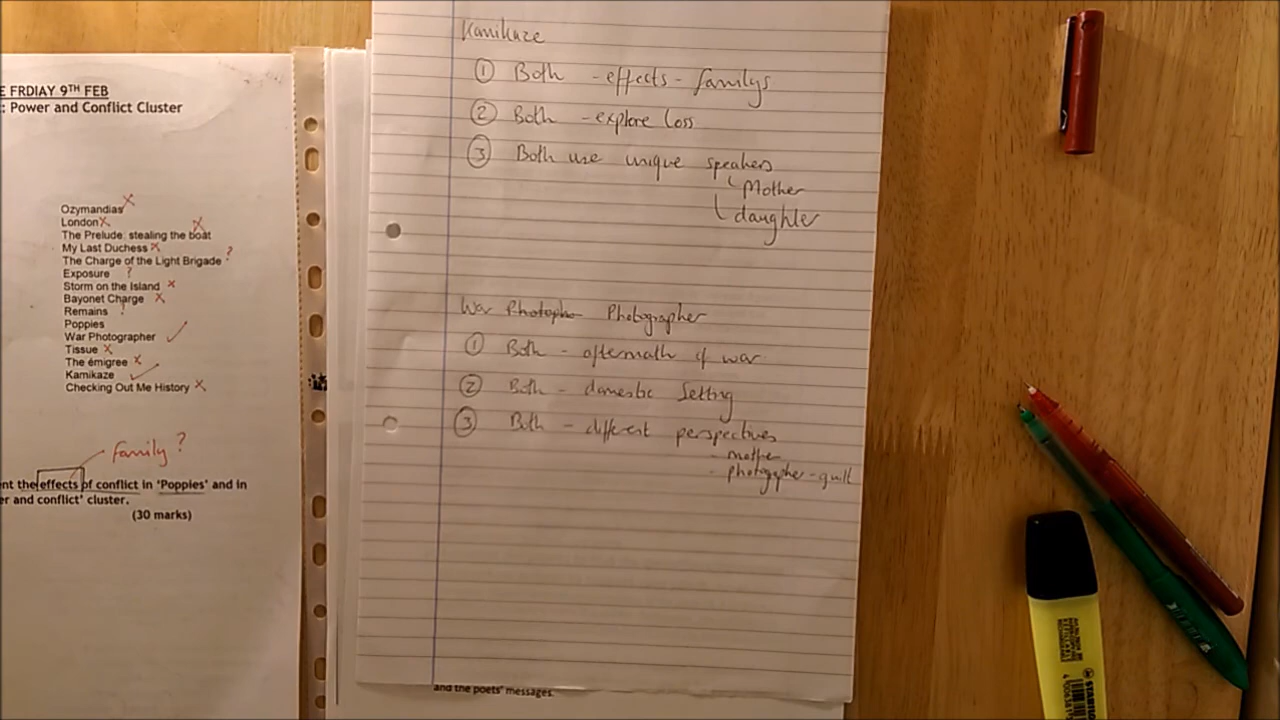 E FRDIAY 9TH FEB
: Power and Conflict Cluster
Ozymandias
London
The Prelude: stealing the boat
My Last Duchess
The Charge of the Light Brigade ?
Exposure ?
Storm on the Island
Bayonet Charge
Remains
Poppies
War Photographer
Tissue
The émigree
Kamikaze
Checking Out Me History
family?
nt the effects of conflict in 'Poppies' and in
er and conflict' cluster.
(30 marks)
Kamikaze
① Both - effects - familys
② Both - explore loss
③ Both use unique speakers
Mother
daughter
War Photopho Photographer
① Both - aftermath of war
② Both - domestic Setting
③ Both - different perspectives
- mother
- photographer - guilt
and the poets' messages.
STABILO